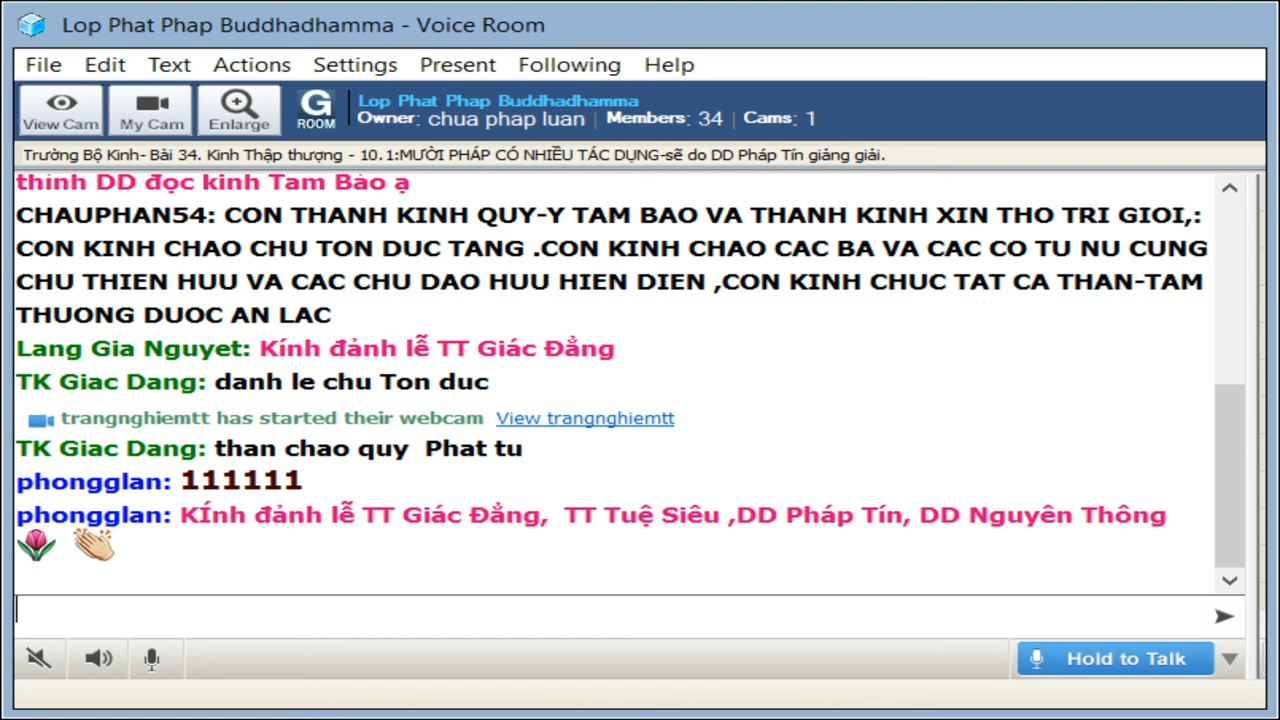 Lop Phat Phap Buddhadhamma - Voice Room
File Edit Text Actions Settings Present Following Help
View Cam My Cam Enlarge G ROOM
Lop Phat Phap Buddhadhamma
Owner: chua phap luan | Members: 34 | Cams: 1
Trường Bộ Kinh- Bài 34. Kinh Thập thượng - 10.1:MƯỜI PHÁP CÓ NHIỀU TÁC DỤNG-sẽ do DD Pháp Tín giảng giải.
thỉnh DD đọc kinh Tam Bảo ạ
CHAUPHAN54: CON THANH KINH QUY-Y TAM BAO VA THANH KINH XIN THO TRI GIOI,:
CON KINH CHAO CHU TON DUC TANG .CON KINH CHAO CAC BA VA CAC CO TU NU CUNG
CHU THIEN HUU VA CAC CHU DAO HUU HIEN DIEN ,CON KINH CHUC TAT CA THAN-TAM
THUONG DUOC AN LAC
Lang Gia Nguyet: Kính đảnh lễ TT Giác Đẳng
TK Giac Dang: danh le chu Ton duc
trangnghiemtt has started their webcam View trangnghiemtt
TK Giac Dang: than chao quy Phat tu
phongglan: 111111
phongglan: KÍnh đảnh lễ TT Giác Đẳng, TT Tuệ Siêu ,DD Pháp Tín, DD Nguyên Thông
Hold to Talk